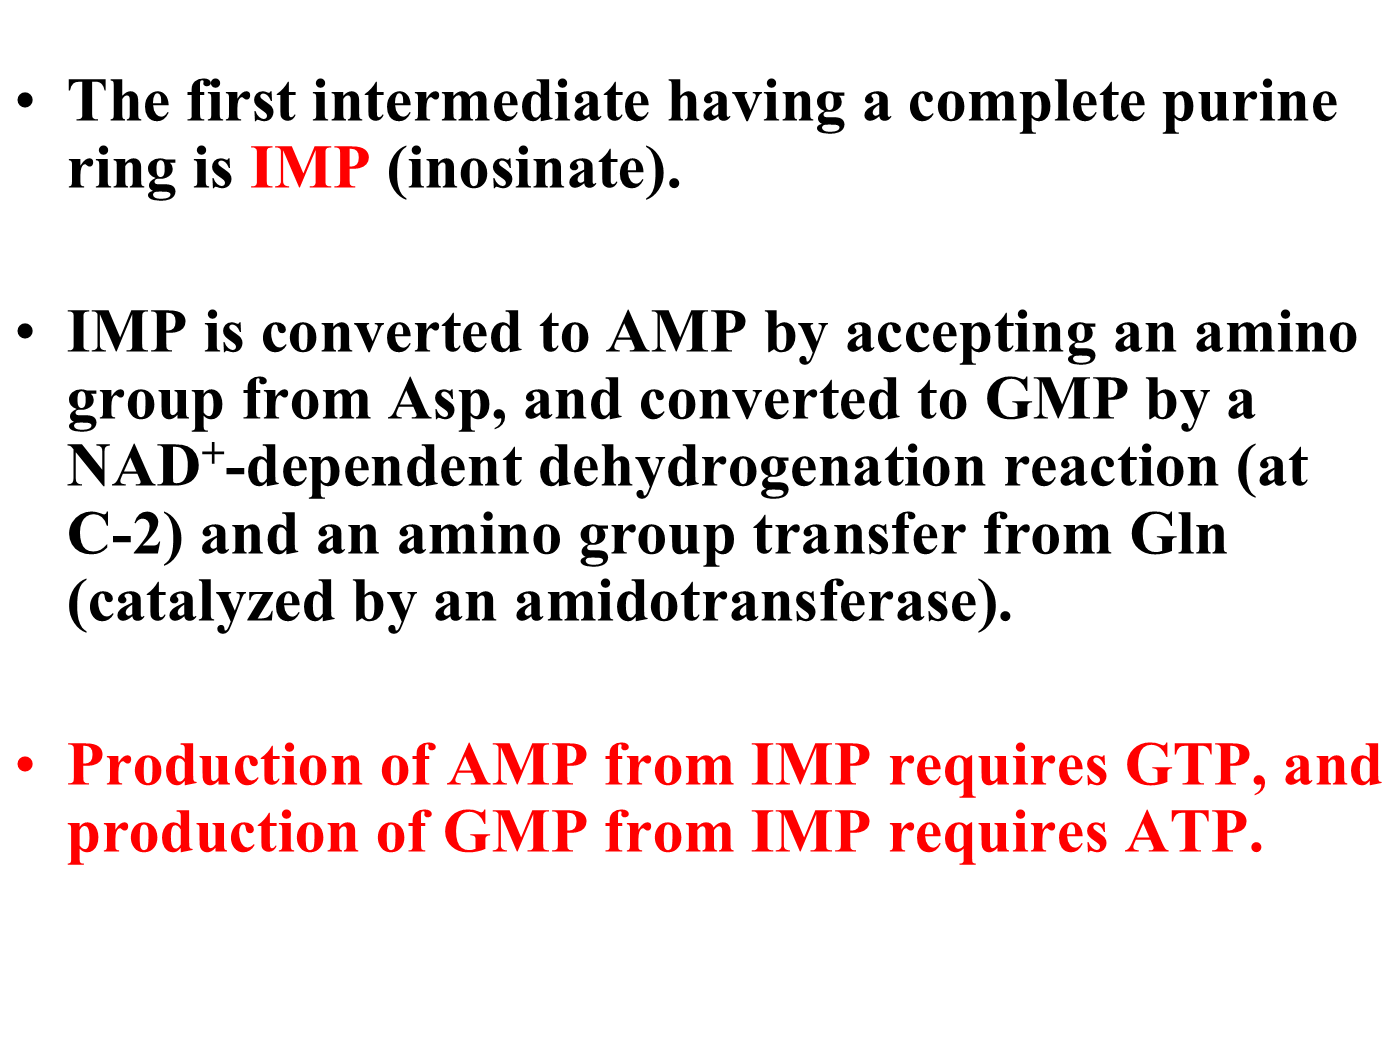 • The first intermediate having a complete purine
ring is IMP (inosinate).
• IMP is converted to AMP by accepting an amino
group from Asp, and converted to GMP by a
NAD⁺-dependent dehydrogenation reaction (at
C-2) and an amino group transfer from Gln
(catalyzed by an amidotransferase).
• Production of AMP from IMP requires GTP, and
production of GMP from IMP requires ATP.